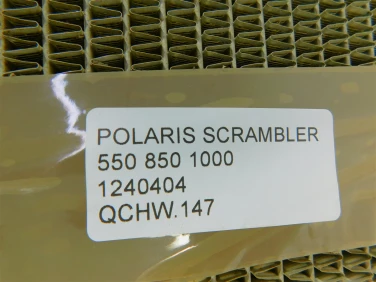 POLARIS SCRAMBLER
550 850 1000
1240404
QCHW.147